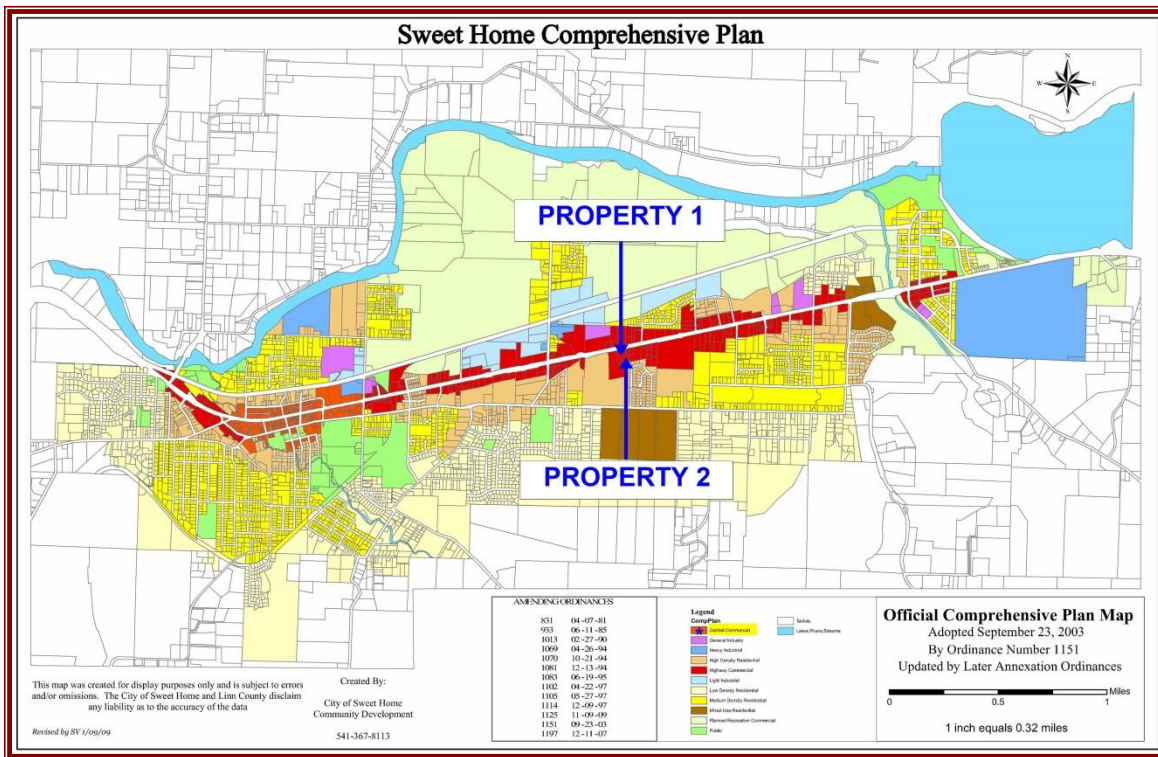 Sweet Home Comprehensive Plan
N
W E
S
PROPERTY 1
PROPERTY 2
AMENDING ORDINANCES
831 04-07-81
933 06-11-85
1013 02-27-90
1069 04-26-94
1070 10-21-94
1081 12-13-94
1083 06-19-95
1102 04-22-97
1105 05-27-97
1114 12-09-97
1125 11-09-09
1151 09-23-03
1197 12-11-07
Legend
CompPlan
Central Commercial
General Industry
Heavy Industrial
High Density Residential
Highway Commercial
Light Industrial
Low Density Residential
Medium Density Residential
Mixed Use Residential
Planned Recreation Commercial
Public
Taxlots
Lakes/Rivers/Streams
Official Comprehensive Plan Map
Adopted September 23, 2003
By Ordinance Number 1151
Updated by Later Annexation Ordinances
Miles
0 0.5 1
1 inch equals 0.32 miles
This map was created for display purposes only and is subject to errors
and/or omissions. The City of Sweet Home and Linn County disclaim
any liability as to the accuracy of the data
Revised by SV 1/09/09
Created By:
City of Sweet Home
Community Development
541-367-8113